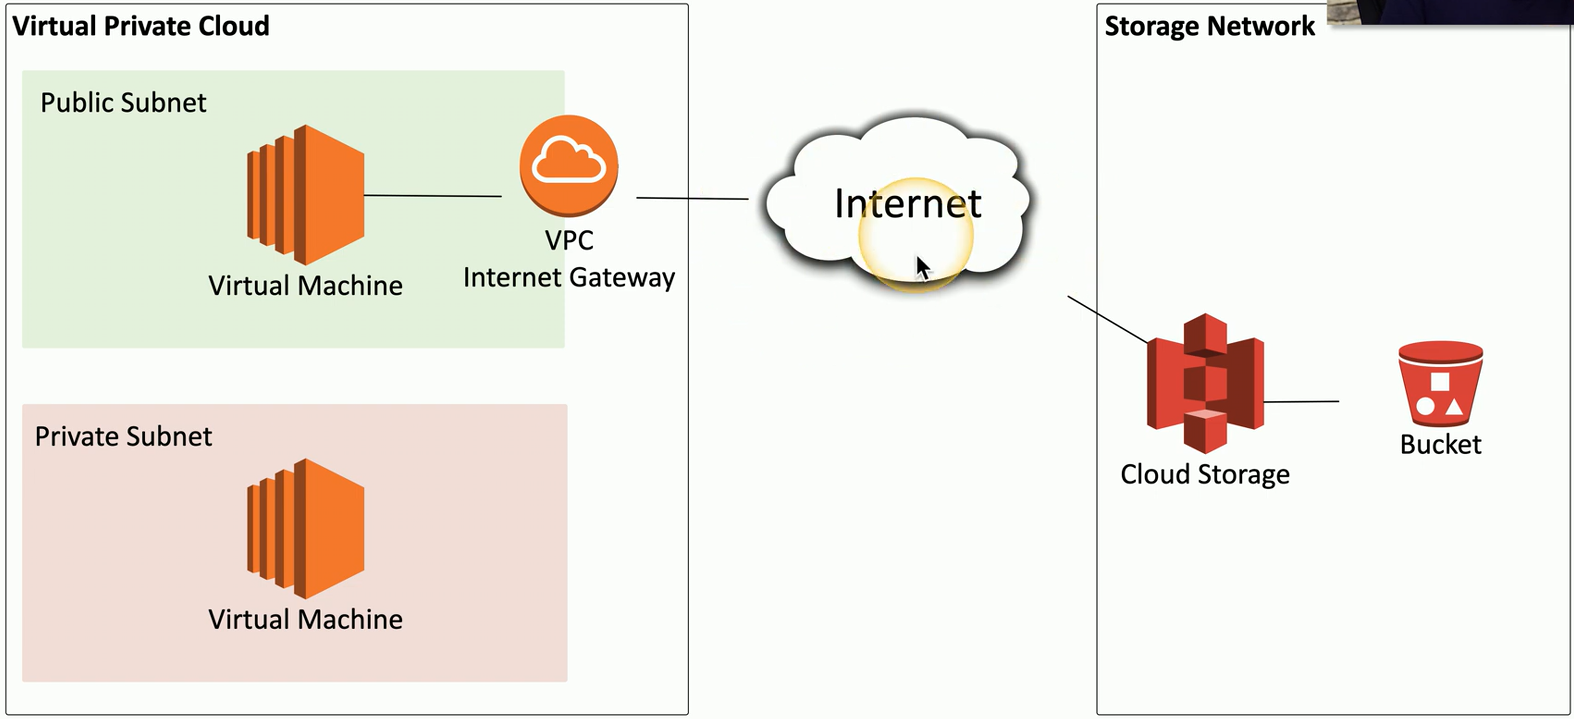 Virtual Private Cloud
Public Subnet
Virtual Machine
VPC
Internet Gateway
Internet
Private Subnet
Virtual Machine
Storage Network
Cloud Storage
Bucket